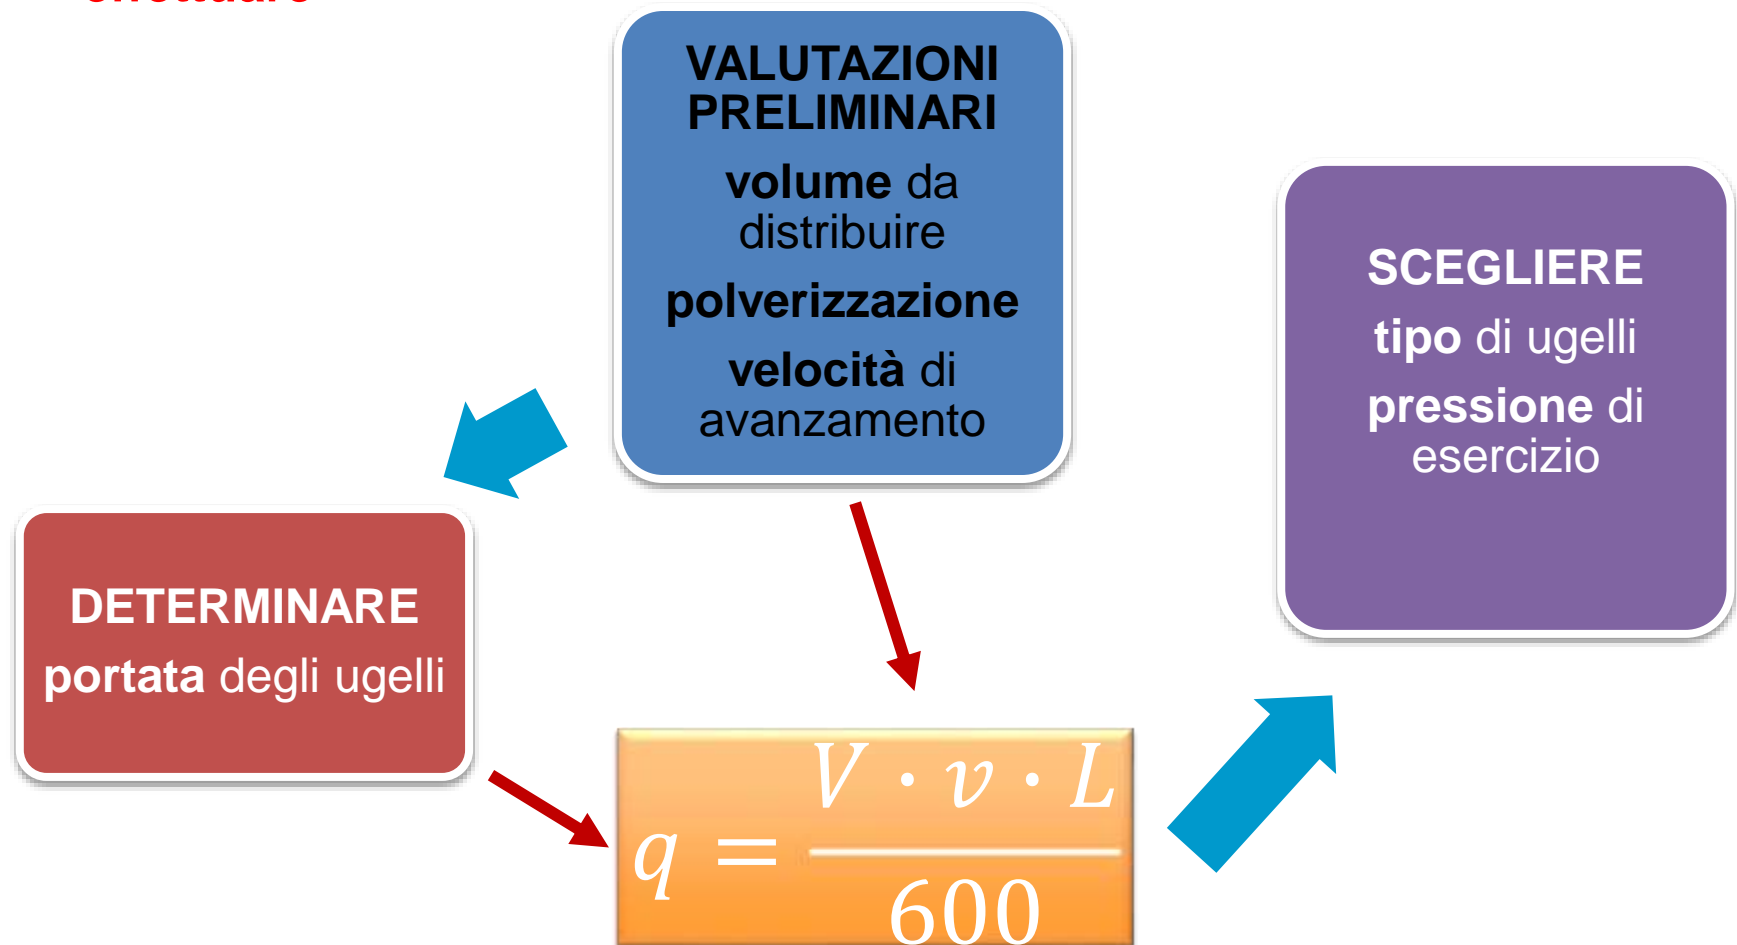 effettuare
VALUTAZIONI
PRELIMINARI
volume da
distribuire
polverizzazione
velocità di
avanzamento
SCEGLIERE
tipo di ugelli
pressione di
esercizio
DETERMINARE
portata degli ugelli
q = V · v · L / 600